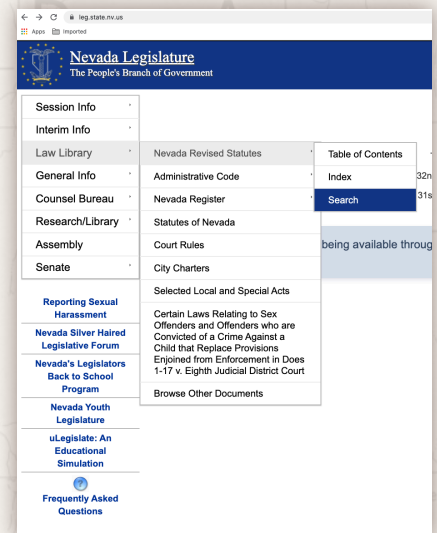 leg.state.nv.us
Apps Imported
Nevada Legislature
The People's Branch of Government
Session Info
Interim Info
Law Library
General Info
Counsel Bureau
Research/Library
Assembly
Senate
Nevada Revised Statutes
Administrative Code
Nevada Register
Statutes of Nevada
Court Rules
City Charters
Selected Local and Special Acts
Certain Laws Relating to Sex
Offenders and Offenders who are
Convicted of a Crime Against a
Child that Replace Provisions
Enjoined from Enforcement in Does
1-17 v. Eighth Judicial District Court
Browse Other Documents
Table of Contents
Index
Search
32n
31s
being available throug
Reporting Sexual
Harassment
Nevada Silver Haired
Legislative Forum
Nevada's Legislators
Back to School
Program
Nevada Youth
Legislature
uLegislate: An
Educational
Simulation
Frequently Asked
Questions